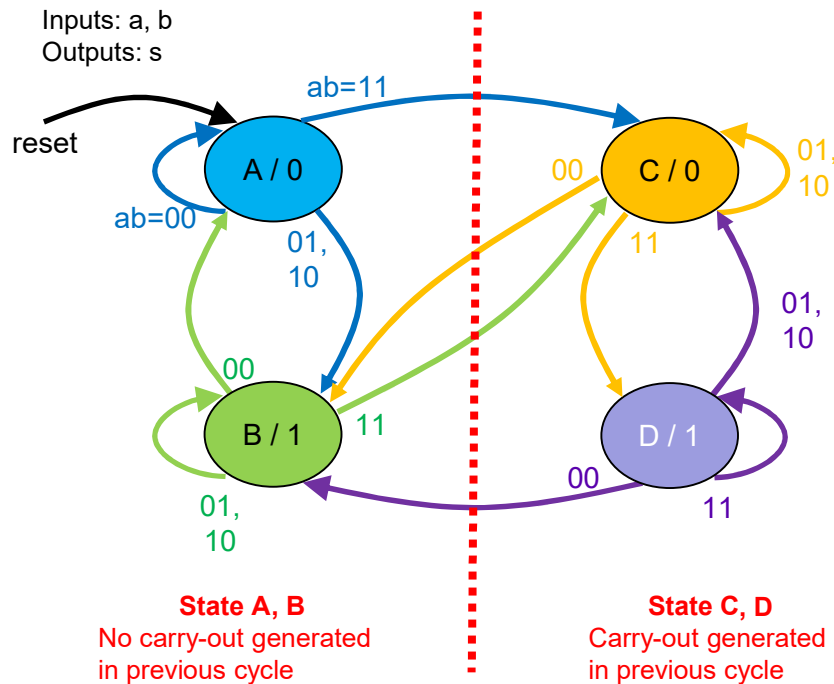 Inputs: a, b
Outputs: s
reset
ab=11
A / 0
ab=00
01,
10
00
C / 0
01,
10
11
01,
10
00
B / 1
11
01,
10
D / 1
00
11
State A, B
No carry-out generated
in previous cycle
State C, D
Carry-out generated
in previous cycle